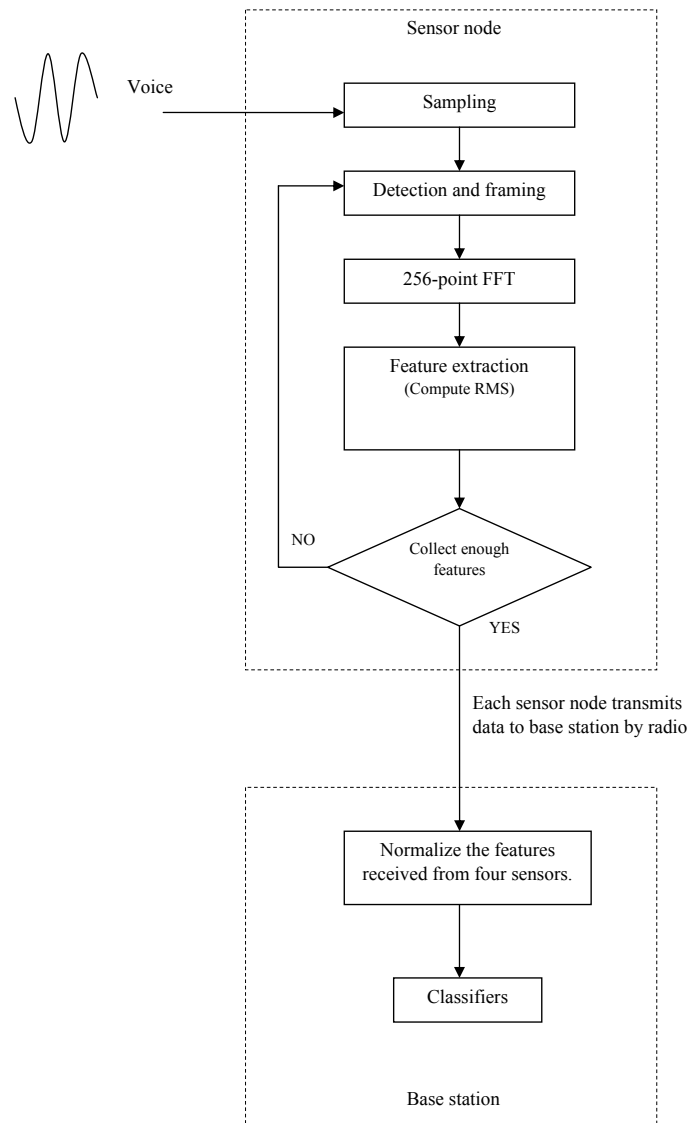 Sensor node
Voice
Sampling
Detection and framing
256-point FFT
Feature extraction
(Compute RMS)
NO
Collect enough
features
YES
Each sensor node transmits
data to base station by radio
Normalize the features
received from four sensors.
Classifiers
Base station